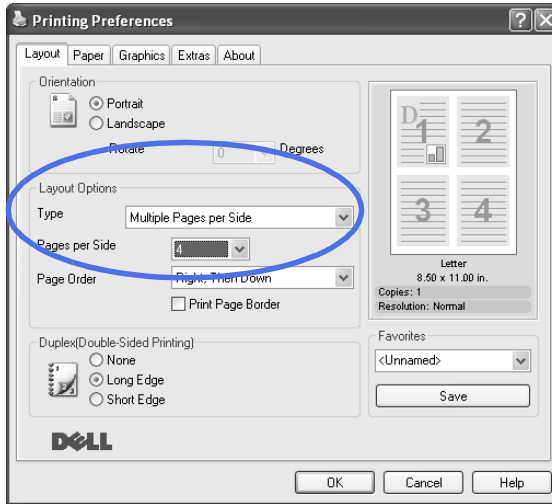 Printing Preferences
Layout Paper Graphics Extras About
Orientation
Portrait
Landscape
Rotate 0 Degrees
Layout Options
Type Multiple Pages per Side
Pages per Side 4
Page Order Right, Then Down
Print Page Border
Duplex(Double-Sided Printing)
None
Long Edge
Short Edge
DELL
D
1 2
3 4
Letter
8.50 x 11.00 in.
Copies: 1
Resolution: Normal
Favorites
<Unnamed>
Save
OK Cancel Help